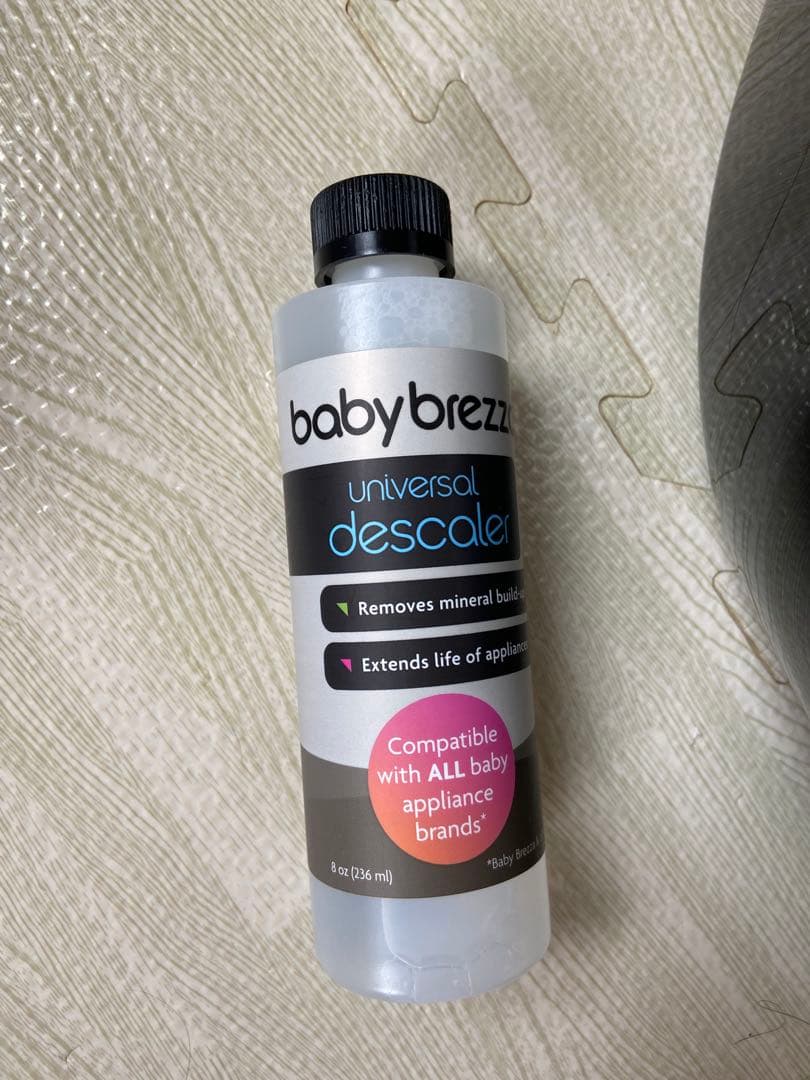 babybrezz
universal
descaler
Removes mineral build-u
Extends life of appliances
Compatible
with ALL baby
appliance
brands*
8 oz (236 ml)
*Baby Brezza